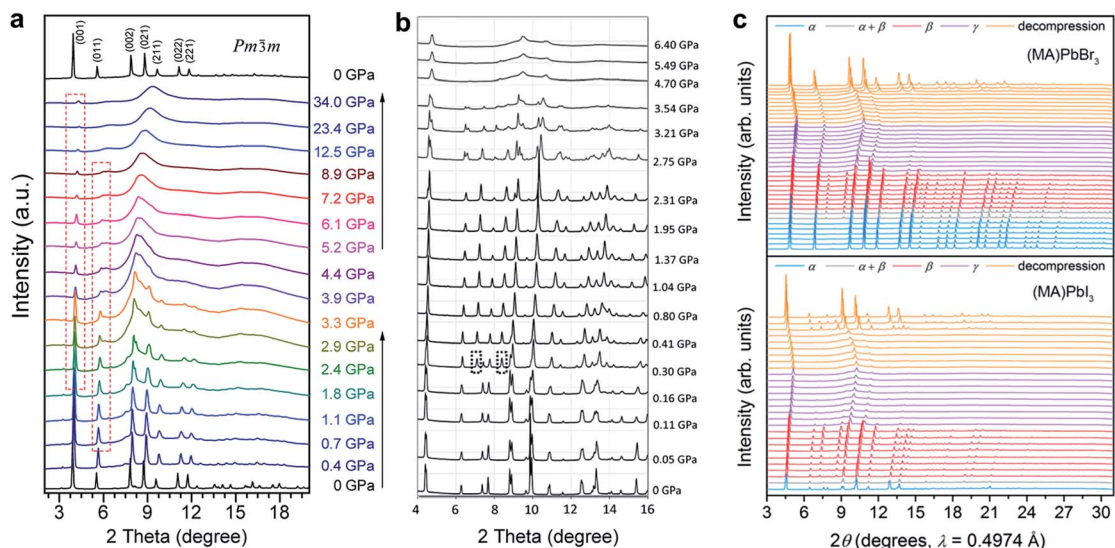 a
(001)
(011)
(002)
(021)
(211)
(022)
(221)
Pm3̄m
0 GPa
34.0 GPa
23.4 GPa
12.5 GPa
8.9 GPa
7.2 GPa
6.1 GPa
5.2 GPa
4.4 GPa
3.9 GPa
3.3 GPa
2.9 GPa
2.4 GPa
1.8 GPa
1.1 GPa
0.7 GPa
0.4 GPa
0 GPa
Intensity (a.u.)
3 6 9 12 15 18
2 Theta (degree)
b
6.40 GPa
5.49 GPa
4.70 GPa
3.54 GPa
3.21 GPa
2.75 GPa
2.31 GPa
1.95 GPa
1.37 GPa
1.04 GPa
0.80 GPa
0.41 GPa
0.30 GPa
0.16 GPa
0.11 GPa
0.05 GPa
0 GPa
4 6 8 10 12 14 16
2 Theta (degree)
c
α α + β β γ decompression
(MA)PbBr₃
Intensity (arb. units)
α α + β β γ decompression
(MA)PbI₃
Intensity (arb. units)
3 6 9 12 15 18 21 24 27 30
2θ (degrees, λ = 0.4974 Å)